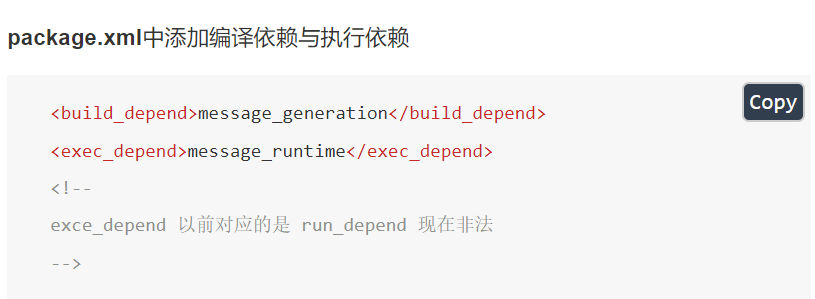 package.xml中添加编译依赖与执行依赖
Copy
<build_depend>message_generation</build_depend>
<exec_depend>message_runtime</exec_depend>
<!--
exce_depend 以前对应的是 run_depend 现在非法
-->